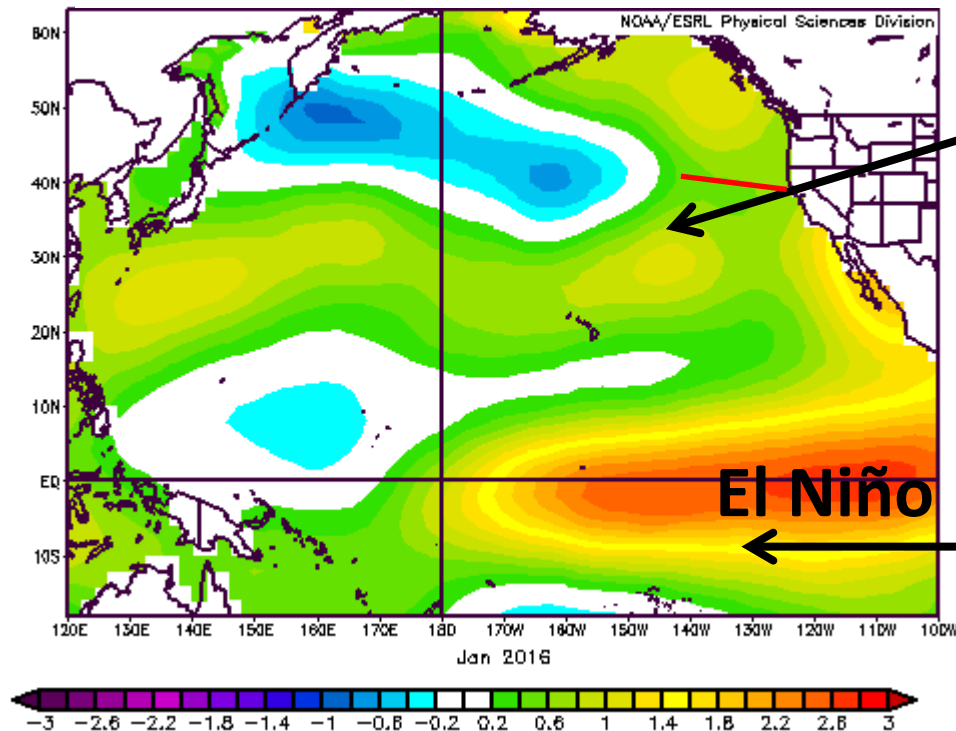 NOAA/ESRL Physical Sciences Division
60N
50N
40N
30N
20N
10N
EQ
10S
El Niño
120E 130E 140E 150E 160E 170E 180 170W 160W 150W 140W 130W 120W 110W 100W
Jan 2016
-3 -2.6 -2.2 -1.8 -1.4 -1 -0.6 -0.2 0.2 0.6 1 1.4 1.8 2.2 2.6 3